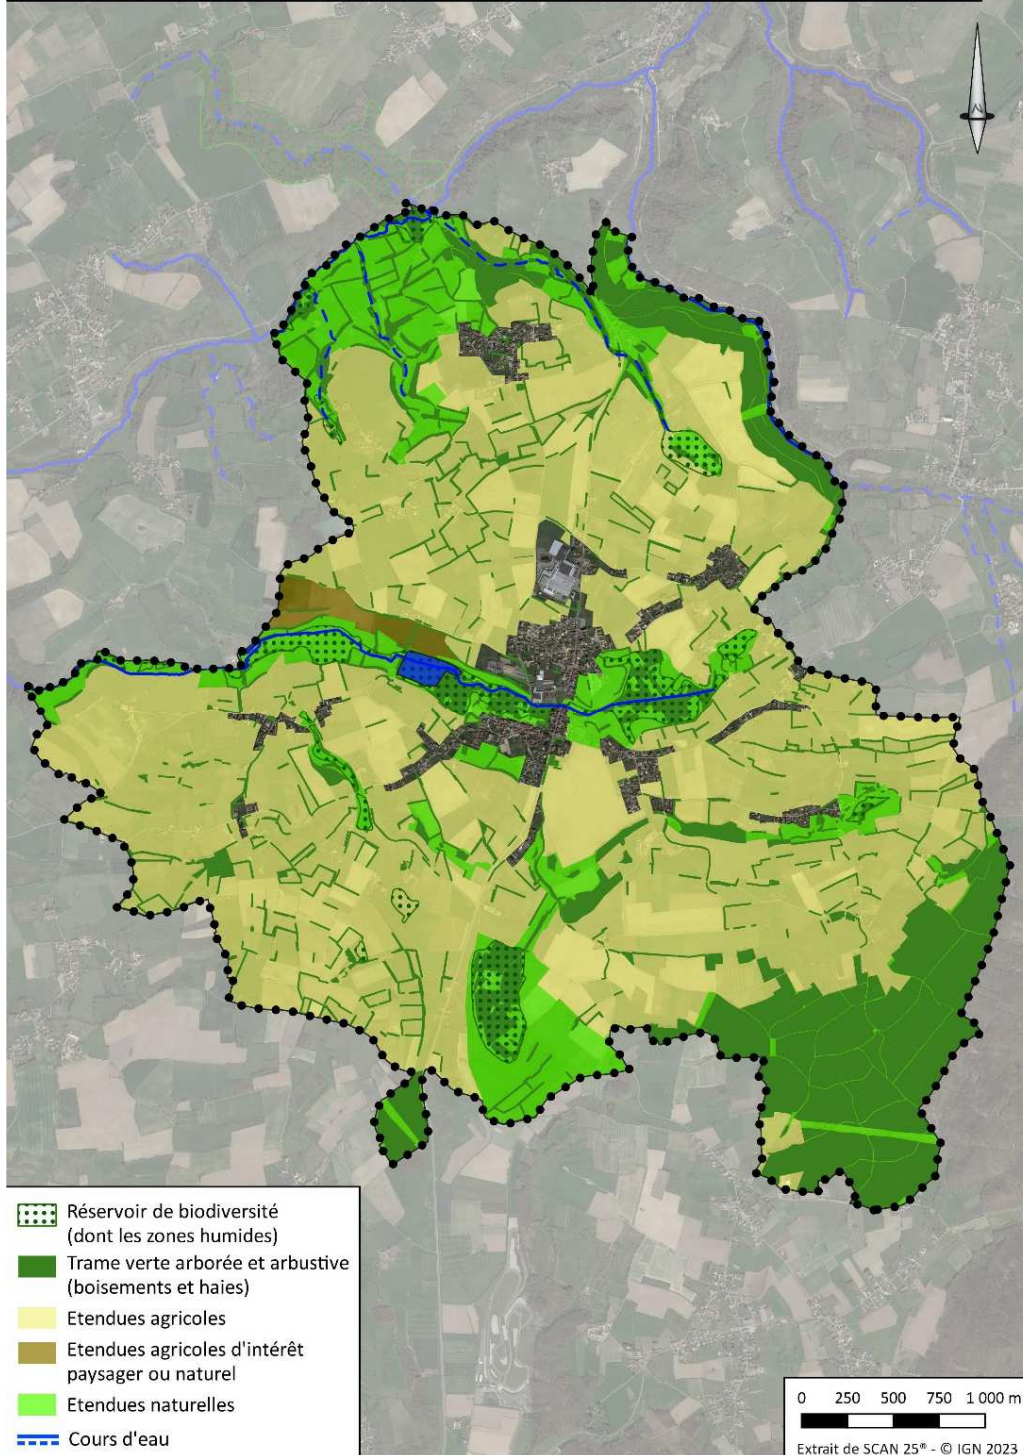 Réservoir de biodiversité
(dont les zones humides)
Trame verte arborée et arbustive
(boisements et haies)
Etendues agricoles
Etendues agricoles d'intérêt
paysager ou naturel
Etendues naturelles
Cours d'eau
0 250 500 750 1 000 m
Extrait de SCAN 25® - © IGN 2023